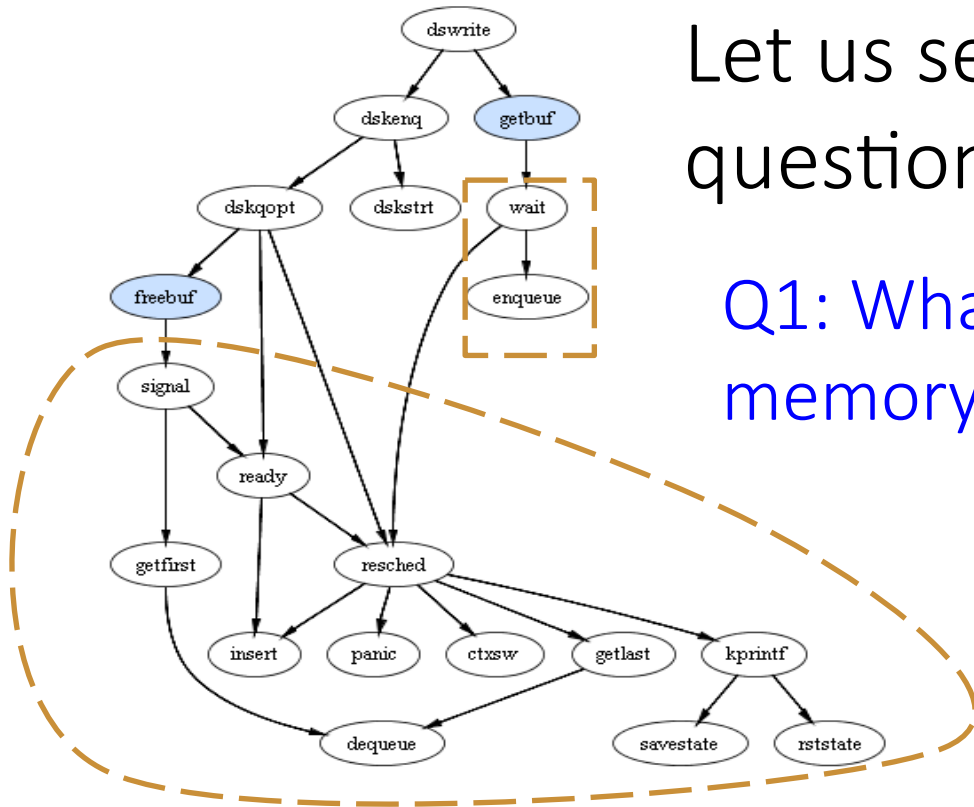 dswrite
Let us se
dskenq
getbuf
question
dskqopt
dskstrt
wait
freebuf
enqueue
Q1: Wha
memory
signal
ready
getfirst
resched
insert
panic
ctxsw
getlast
kprintf
dequeue
savestate
rststate